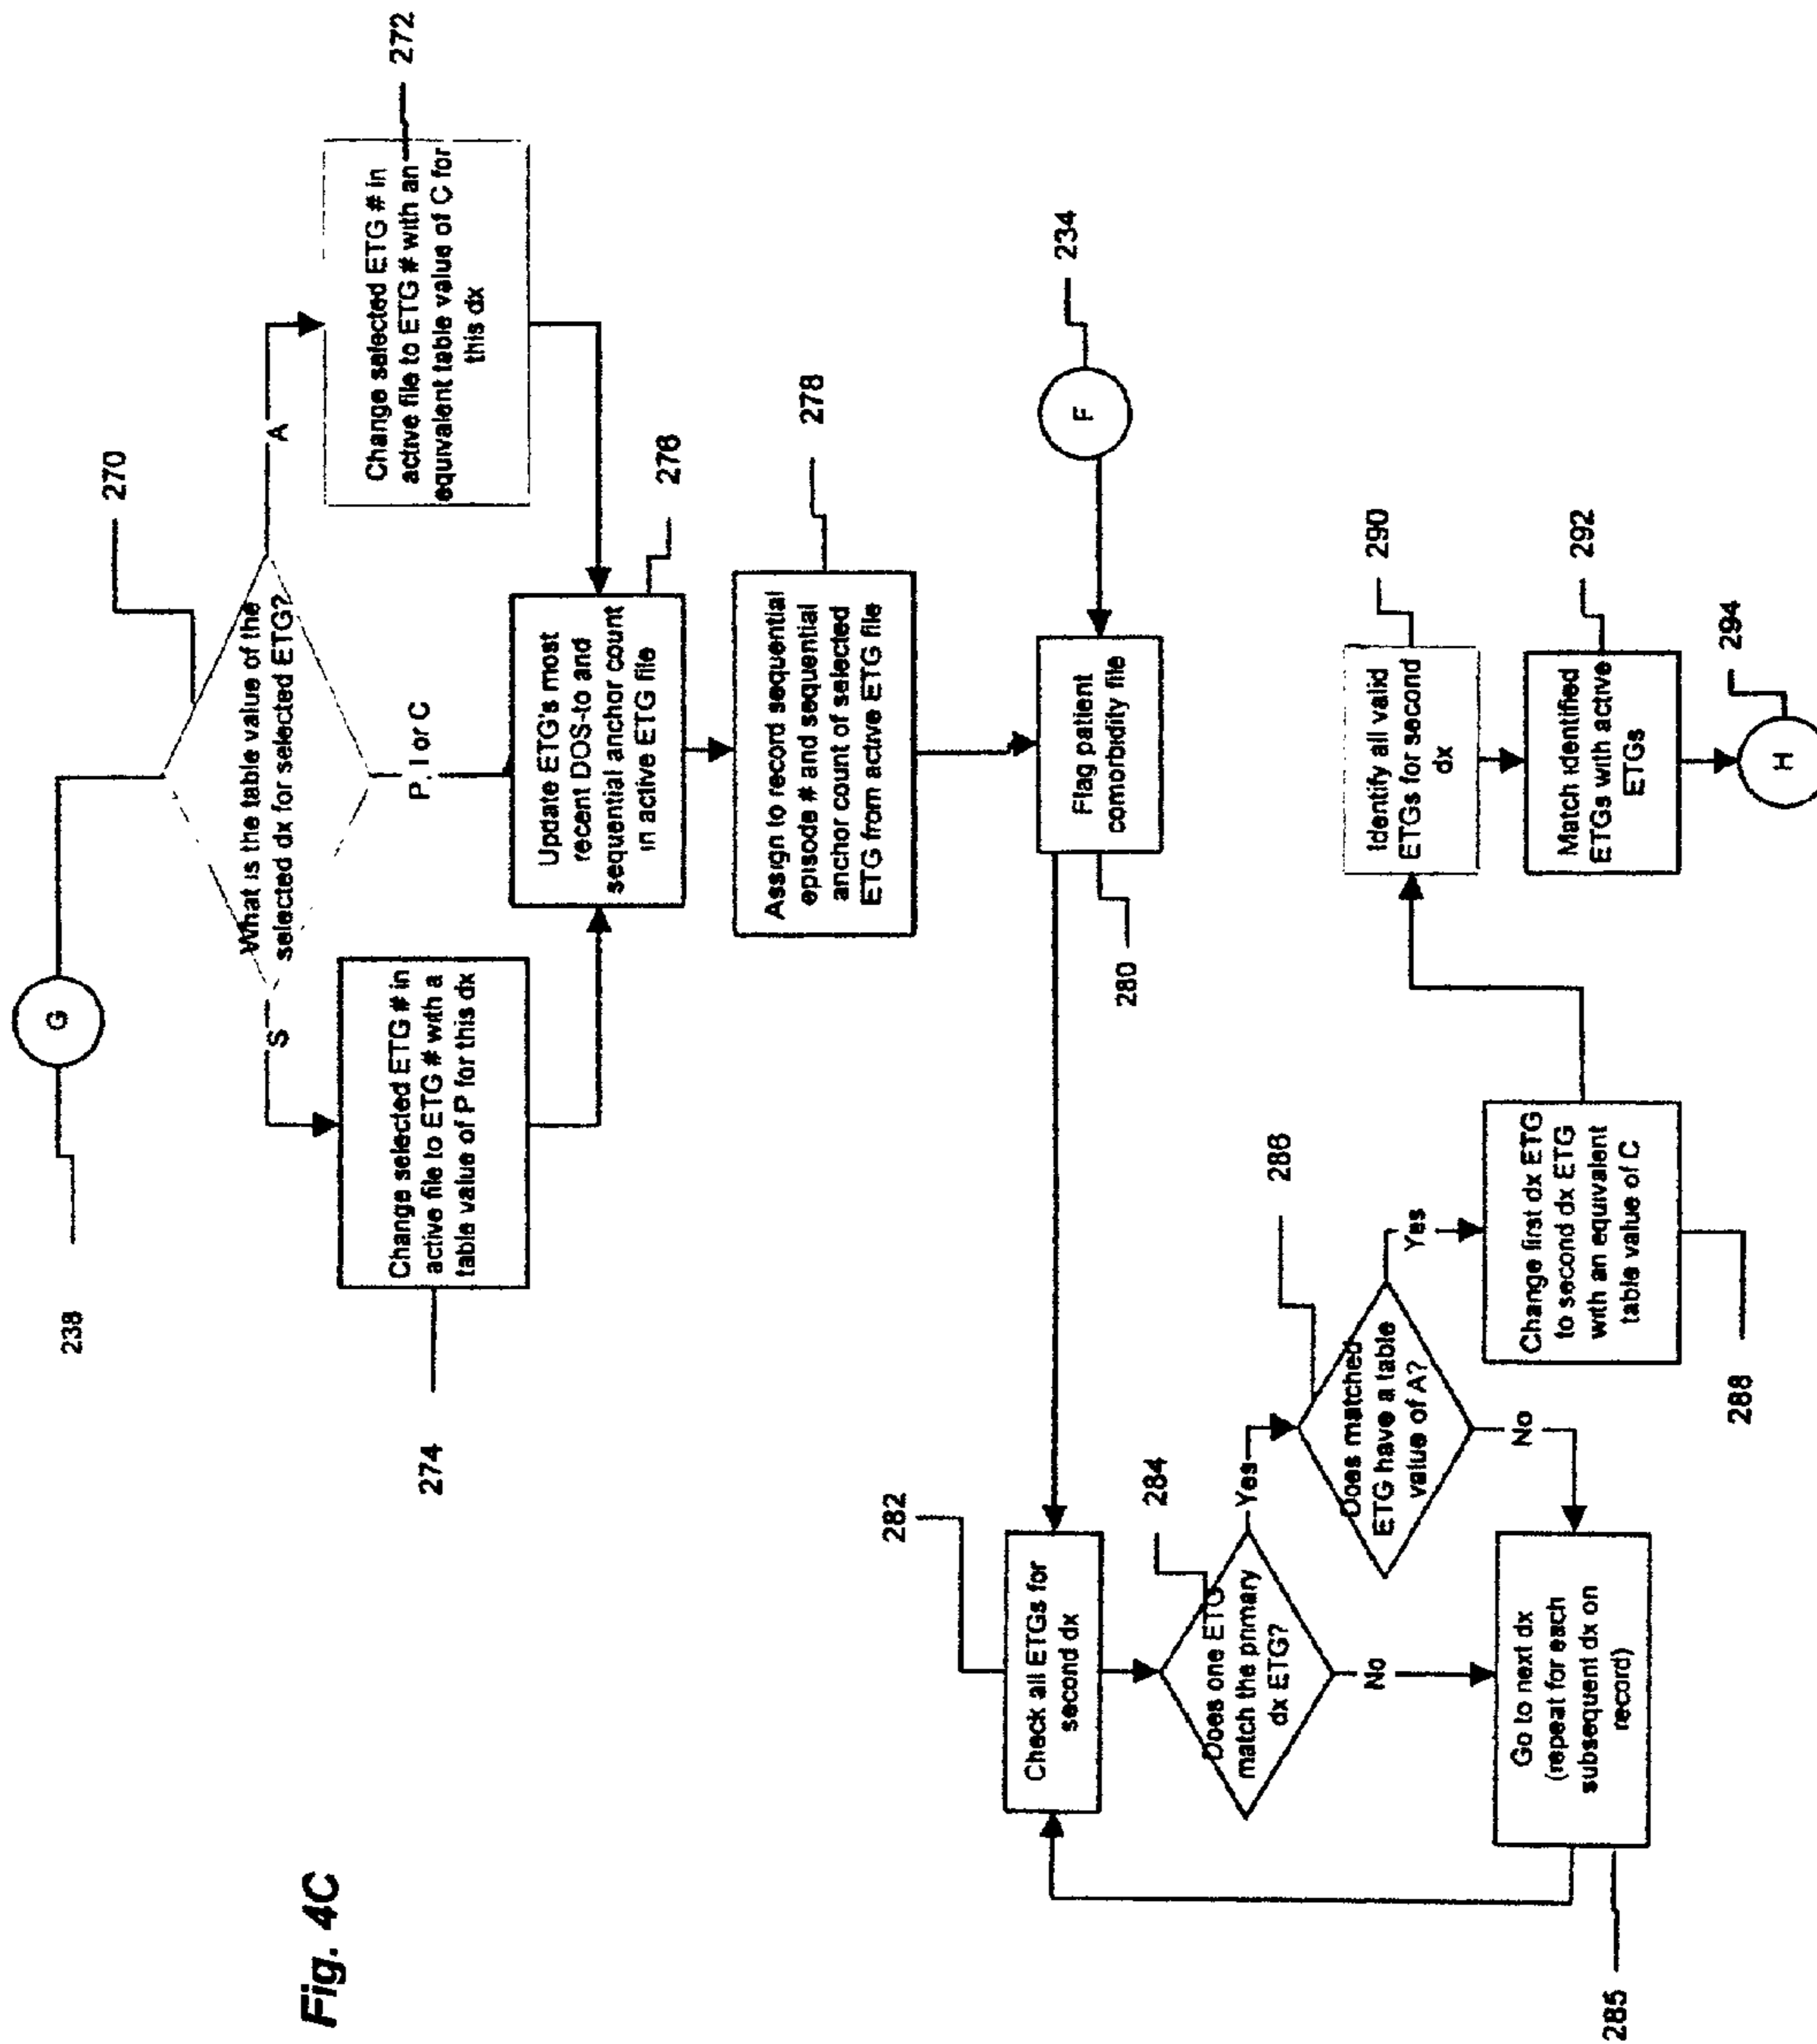 Fig. 4C
G
238
270
What is the table value of the
selected dx for selected ETG?
S
P, I or C
A
Change selected ETG # in
active file to ETG # with a
table value of P for this dx
274
Change selected ETG # in
active file to ETG # with an
equivalent table value of C for
this dx
272
Update ETG's most
recent DOS-to and
sequential anchor count
in active ETG file
276
Assign to record sequential
episode # and sequential
anchor count of selected
ETG from active ETG file
278
F
234
Flag patient
comorbidity file
280
282
Check all ETGs for
second dx
284
Does one ETG
match the primary
dx ETG?
Yes
No
286
Does matched
ETG have a table
value of A?
Yes
No
Go to next dx
(repeat for each
subsequent dx on
record)
285
Change first dx ETG
to second dx ETG
with an equivalent
table value of C
288
Identify all valid
ETGs for second
dx
290
Match identified
ETGs with active
ETGs
292
H
294